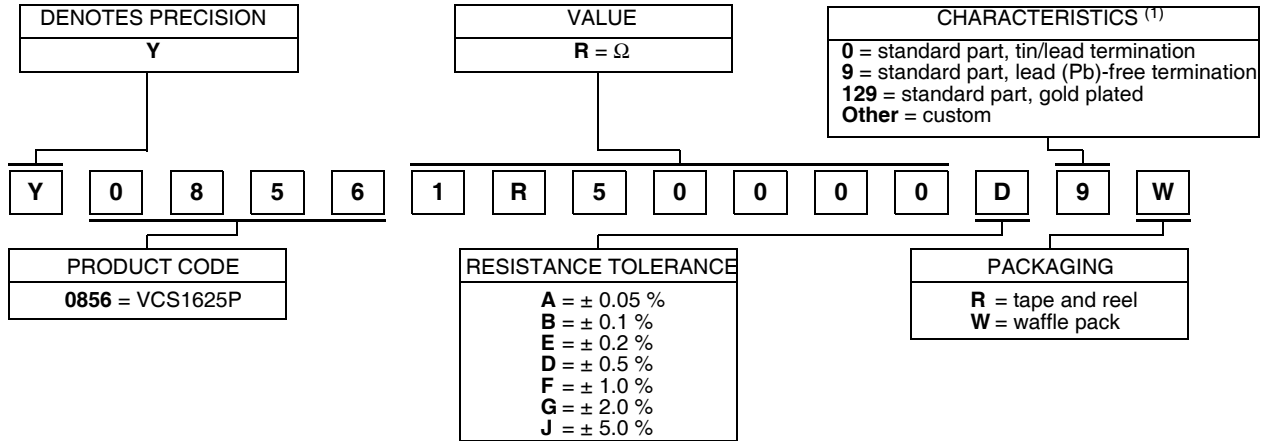 DENOTES PRECISION
Y
VALUE
R = Ω
CHARACTERISTICS (1)
0 = standard part, tin/lead termination
9 = standard part, lead (Pb)-free termination
129 = standard part, gold plated
Other = custom
Y 0 8 5 6 1 R 5 0 0 0 0 D 9 W
PRODUCT CODE
0856 = VCS1625P
RESISTANCE TOLERANCE
A = ± 0.05 %
B = ± 0.1 %
E = ± 0.2 %
D = ± 0.5 %
F = ± 1.0 %
G = ± 2.0 %
J = ± 5.0 %
PACKAGING
R = tape and reel
W = waffle pack